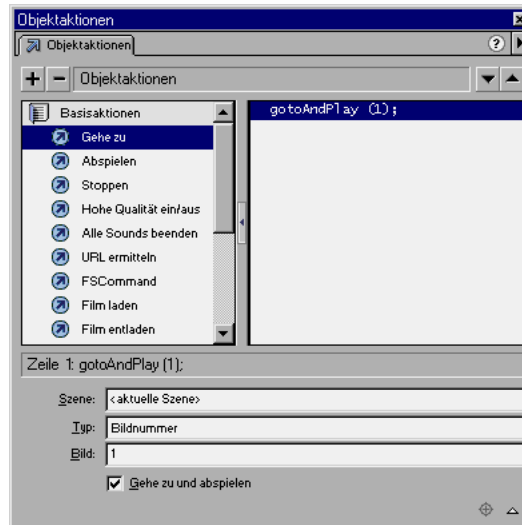 Objektaktionen
Objektaktionen
?
+ - Objektaktionen
Basisaktionen
Gehe zu
Abspielen
Stoppen
Hohe Qualität ein/aus
Alle Sounds beenden
URL ermitteln
FSCommand
Film laden
Film entladen
gotoAndPlay (1);
Zeile 1: gotoAndPlay (1);
Szene: <aktuelle Szene>
Typ: Bildnummer
Bild: 1
Gehe zu und abspielen